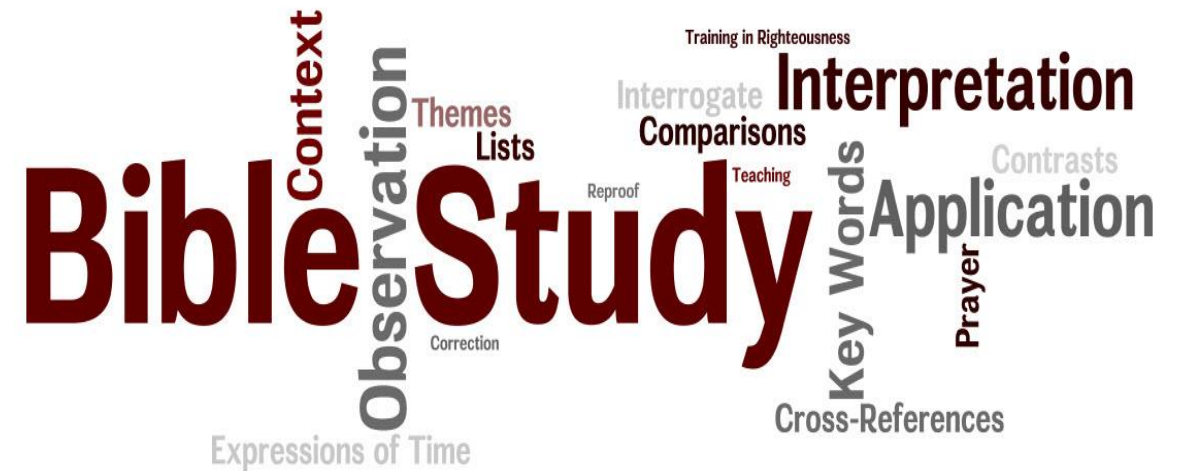 Training in Righteousness
Context
Observation
Interpretation
Interrogate
Themes
Comparisons
Lists
Contrasts
Bible Study
Reproof
Teaching
Key Words
Application
Prayer
Correction
Cross-References
Expressions of Time